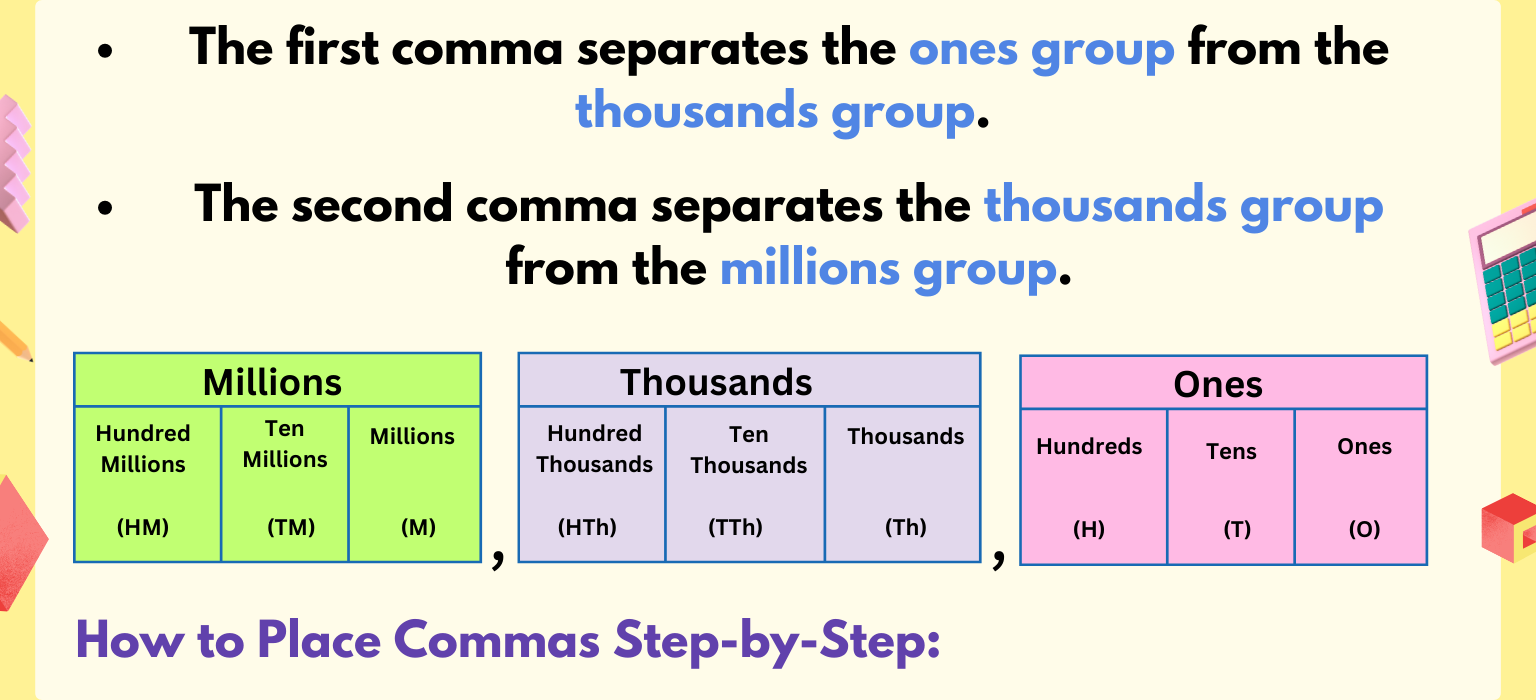 • The first comma separates the ones group from the
thousands group.
• The second comma separates the thousands group
from the millions group.
Millions
Hundred
Millions
(HM)
Ten
Millions
(TM)
Millions
(M)
,
Thousands
Hundred
Thousands
(HTh)
Ten
Thousands
(TTh)
Thousands
(Th)
,
Ones
Hundreds
(H)
Tens
(T)
Ones
(O)
How to Place Commas Step-by-Step: